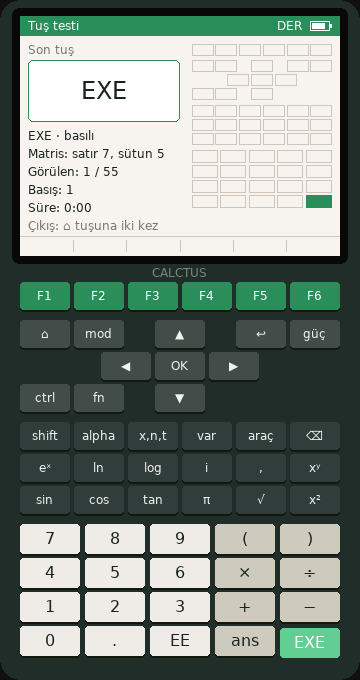 Tuş testi DER
Son tuş
EXE
EXE · basılı
Matris: satır 7, sütun 5
Görülen: 1 / 55
Basış: 1
Süre: 0:00
Çıkış: ⌂ tuşuna iki kez
CALCTUS
F1 F2 F3 F4 F5 F6
⌂ mod ▲ ↩ güç
◀ OK ▶
ctrl fn ▼
shift alpha x,n,t var araç ⌫
eˣ ln log i , xʸ
sin cos tan π √ x²
7 8 9 ( )
4 5 6 × ÷
1 2 3 + −
0 . EE ans EXE